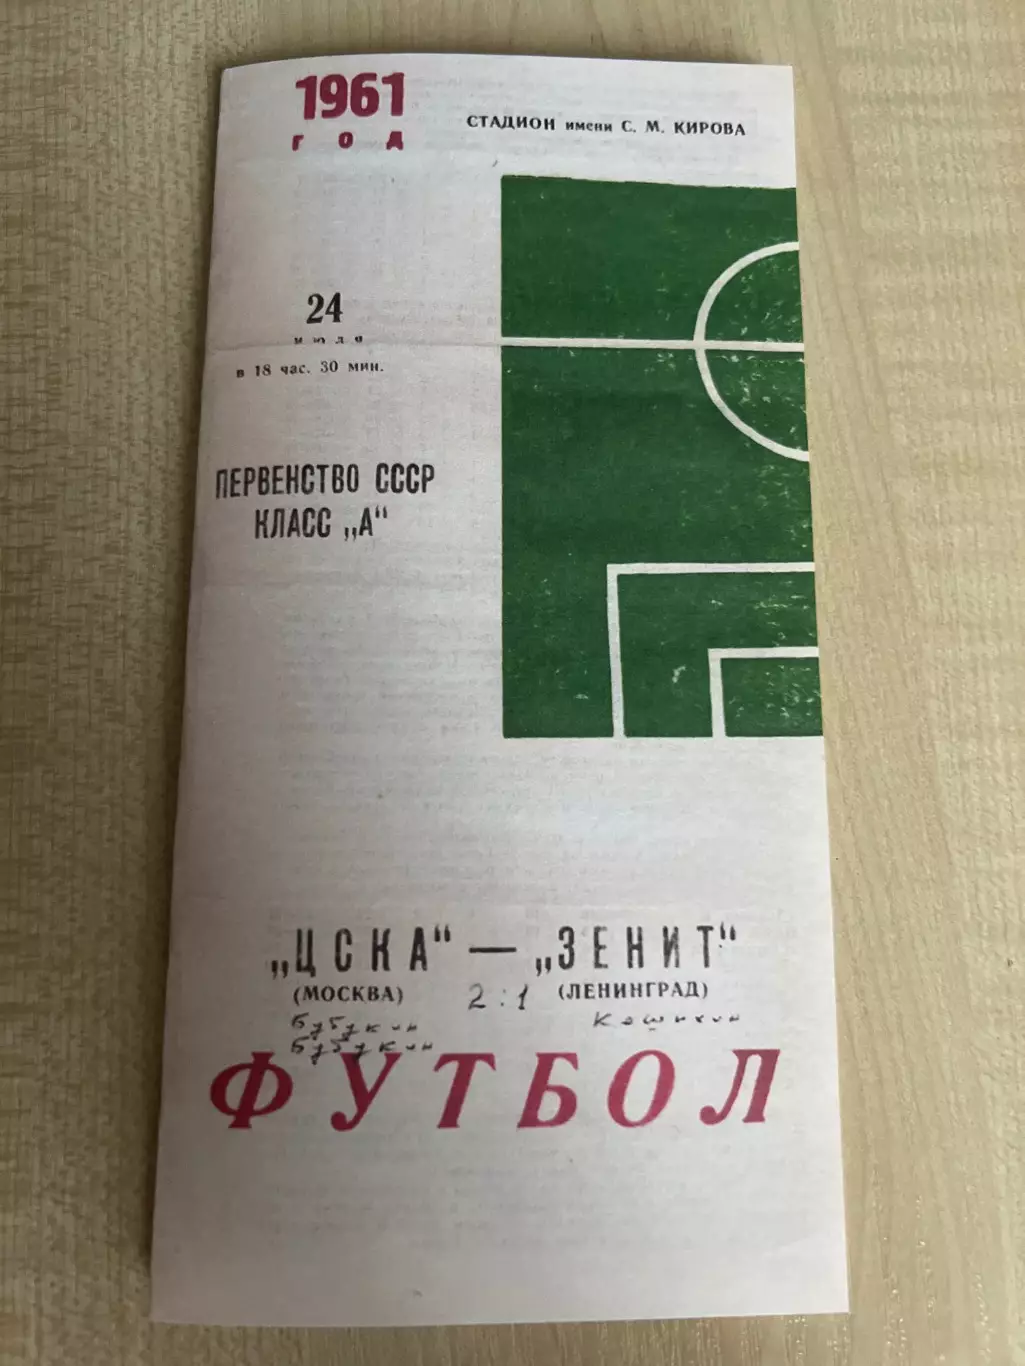 1961
ГОД
СТАДИОН имени С. М. КИРОВА
24
июля
в 18 час. 30 мин.
ПЕРВЕНСТВО СССР
КЛАСС „А“
„ЦСКА“ — „ЗЕНИТ“
(МОСКВА) 2:1 (ЛЕНИНГРАД)
Бубукин
Бубукин
ФУТБОЛ